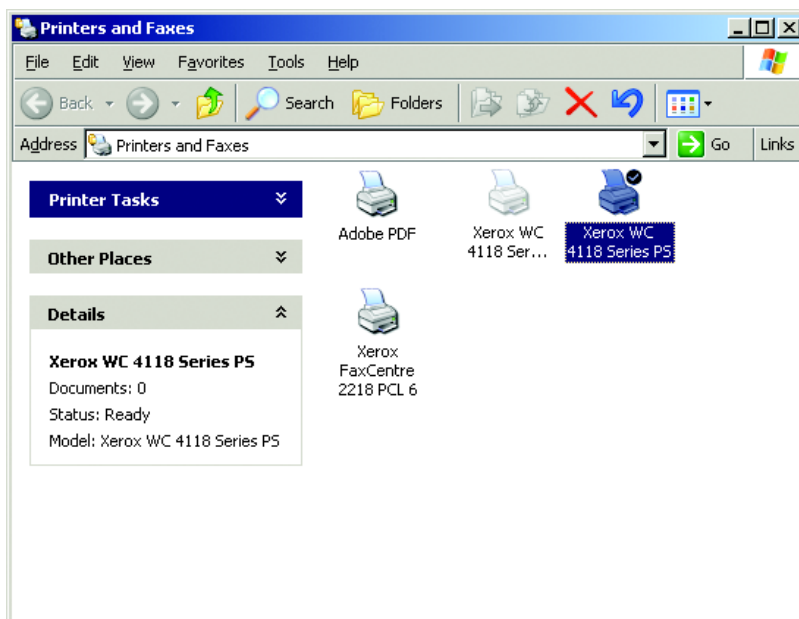 Printers and Faxes
File Edit View Favorites Tools Help
Back Search Folders
Address Printers and Faxes Go Links
Printer Tasks
Other Places
Details
Xerox WC 4118 Series PS
Documents: 0
Status: Ready
Model: Xerox WC 4118 Series PS
Adobe PDF
Xerox WC
4118 Ser...
Xerox WC
4118 Series PS
Xerox
FaxCentre
2218 PCL 6